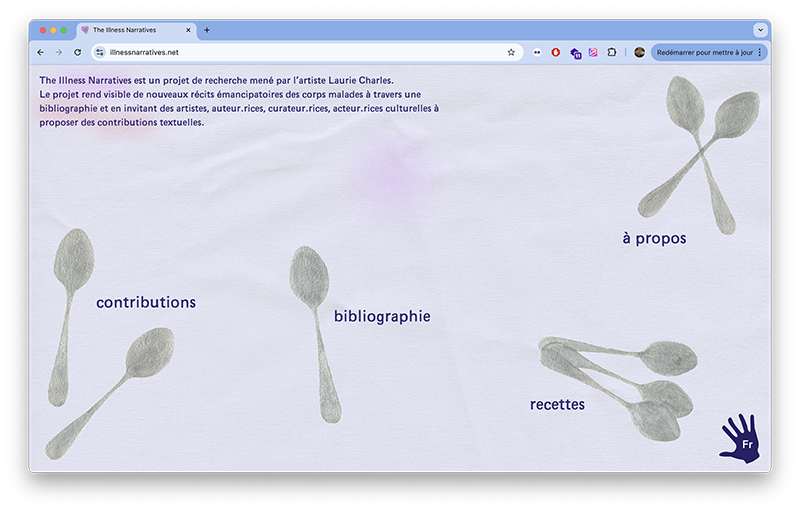 The Illness Narratives
illnessnarratives.net
11
Redémarrer pour mettre à jour
The Illness Narratives est un projet de recherche mené par l'artiste Laurie Charles.
Le projet rend visible de nouveaux récits émancipatoires des corps malades à travers une
bibliographie et en invitant des artistes, auteur.rices, curateur.rices, acteur.rices culturelles à
proposer des contributions textuelles.
à propos
contributions
bibliographie
recettes
Fr